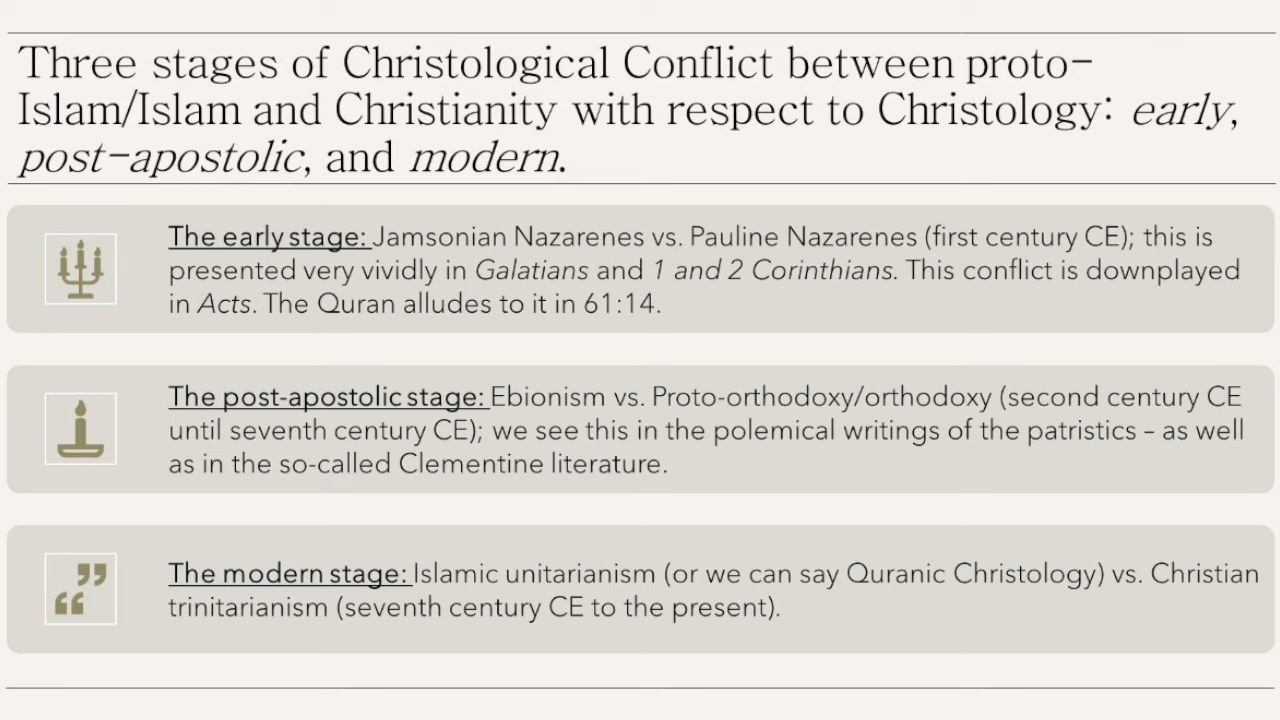 Three stages of Christological Conflict between proto-
Islam/Islam and Christianity with respect to Christology: early,
post-apostolic, and modern.
The early stage: Jamsonian Nazarenes vs. Pauline Nazarenes (first century CE); this is
presented very vividly in Galatians and 1 and 2 Corinthians. This conflict is downplayed
in Acts. The Quran alludes to it in 61:14.
The post-apostolic stage: Ebionism vs. Proto-orthodoxy/orthodoxy (second century CE
until seventh century CE); we see this in the polemical writings of the patristics – as well
as in the so-called Clementine literature.
The modern stage: Islamic unitarianism (or we can say Quranic Christology) vs. Christian
trinitarianism (seventh century CE to the present).